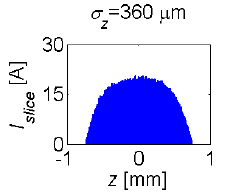 σz=360 μm
Islice [A]
30
15
0
-1 0 1
z [mm]